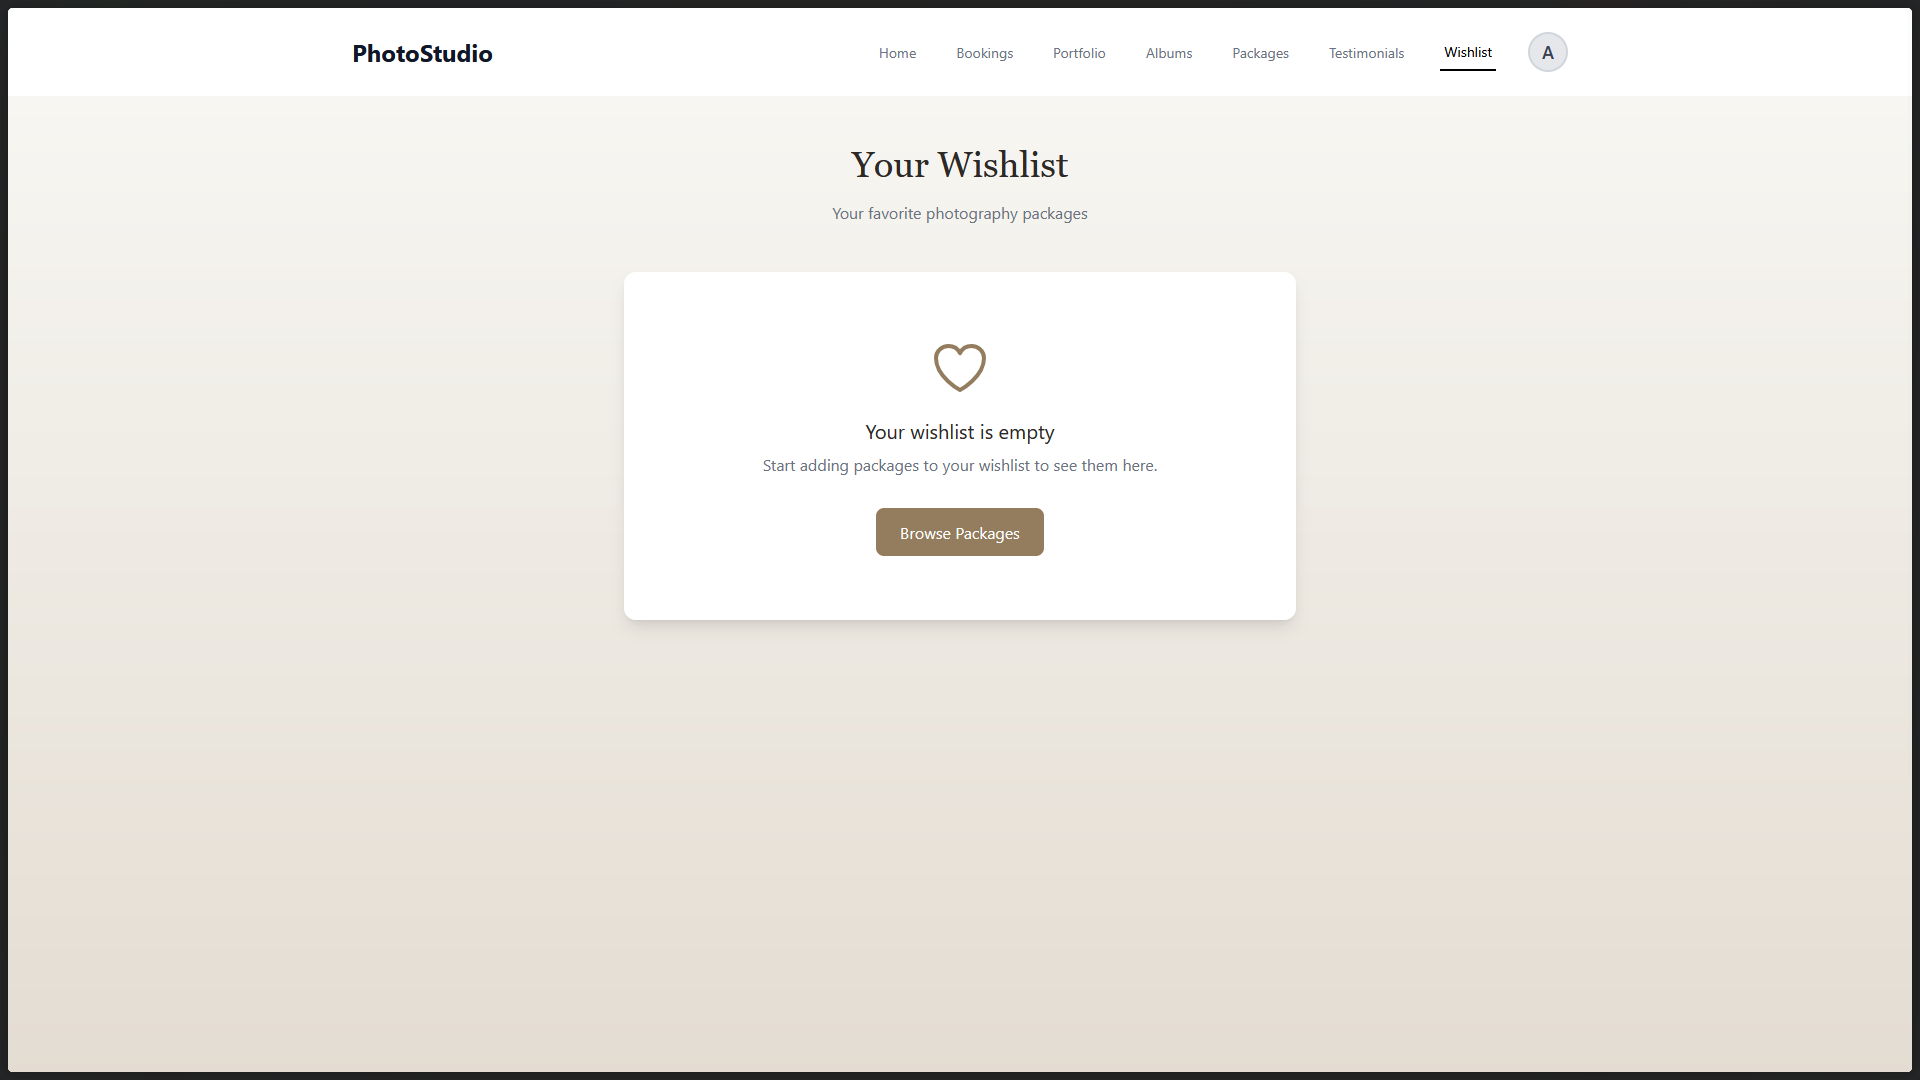 PhotoStudio
Home Bookings Portfolio Albums Packages Testimonials Wishlist A
Your Wishlist
Your favorite photography packages
Your wishlist is empty
Start adding packages to your wishlist to see them here.
Browse Packages